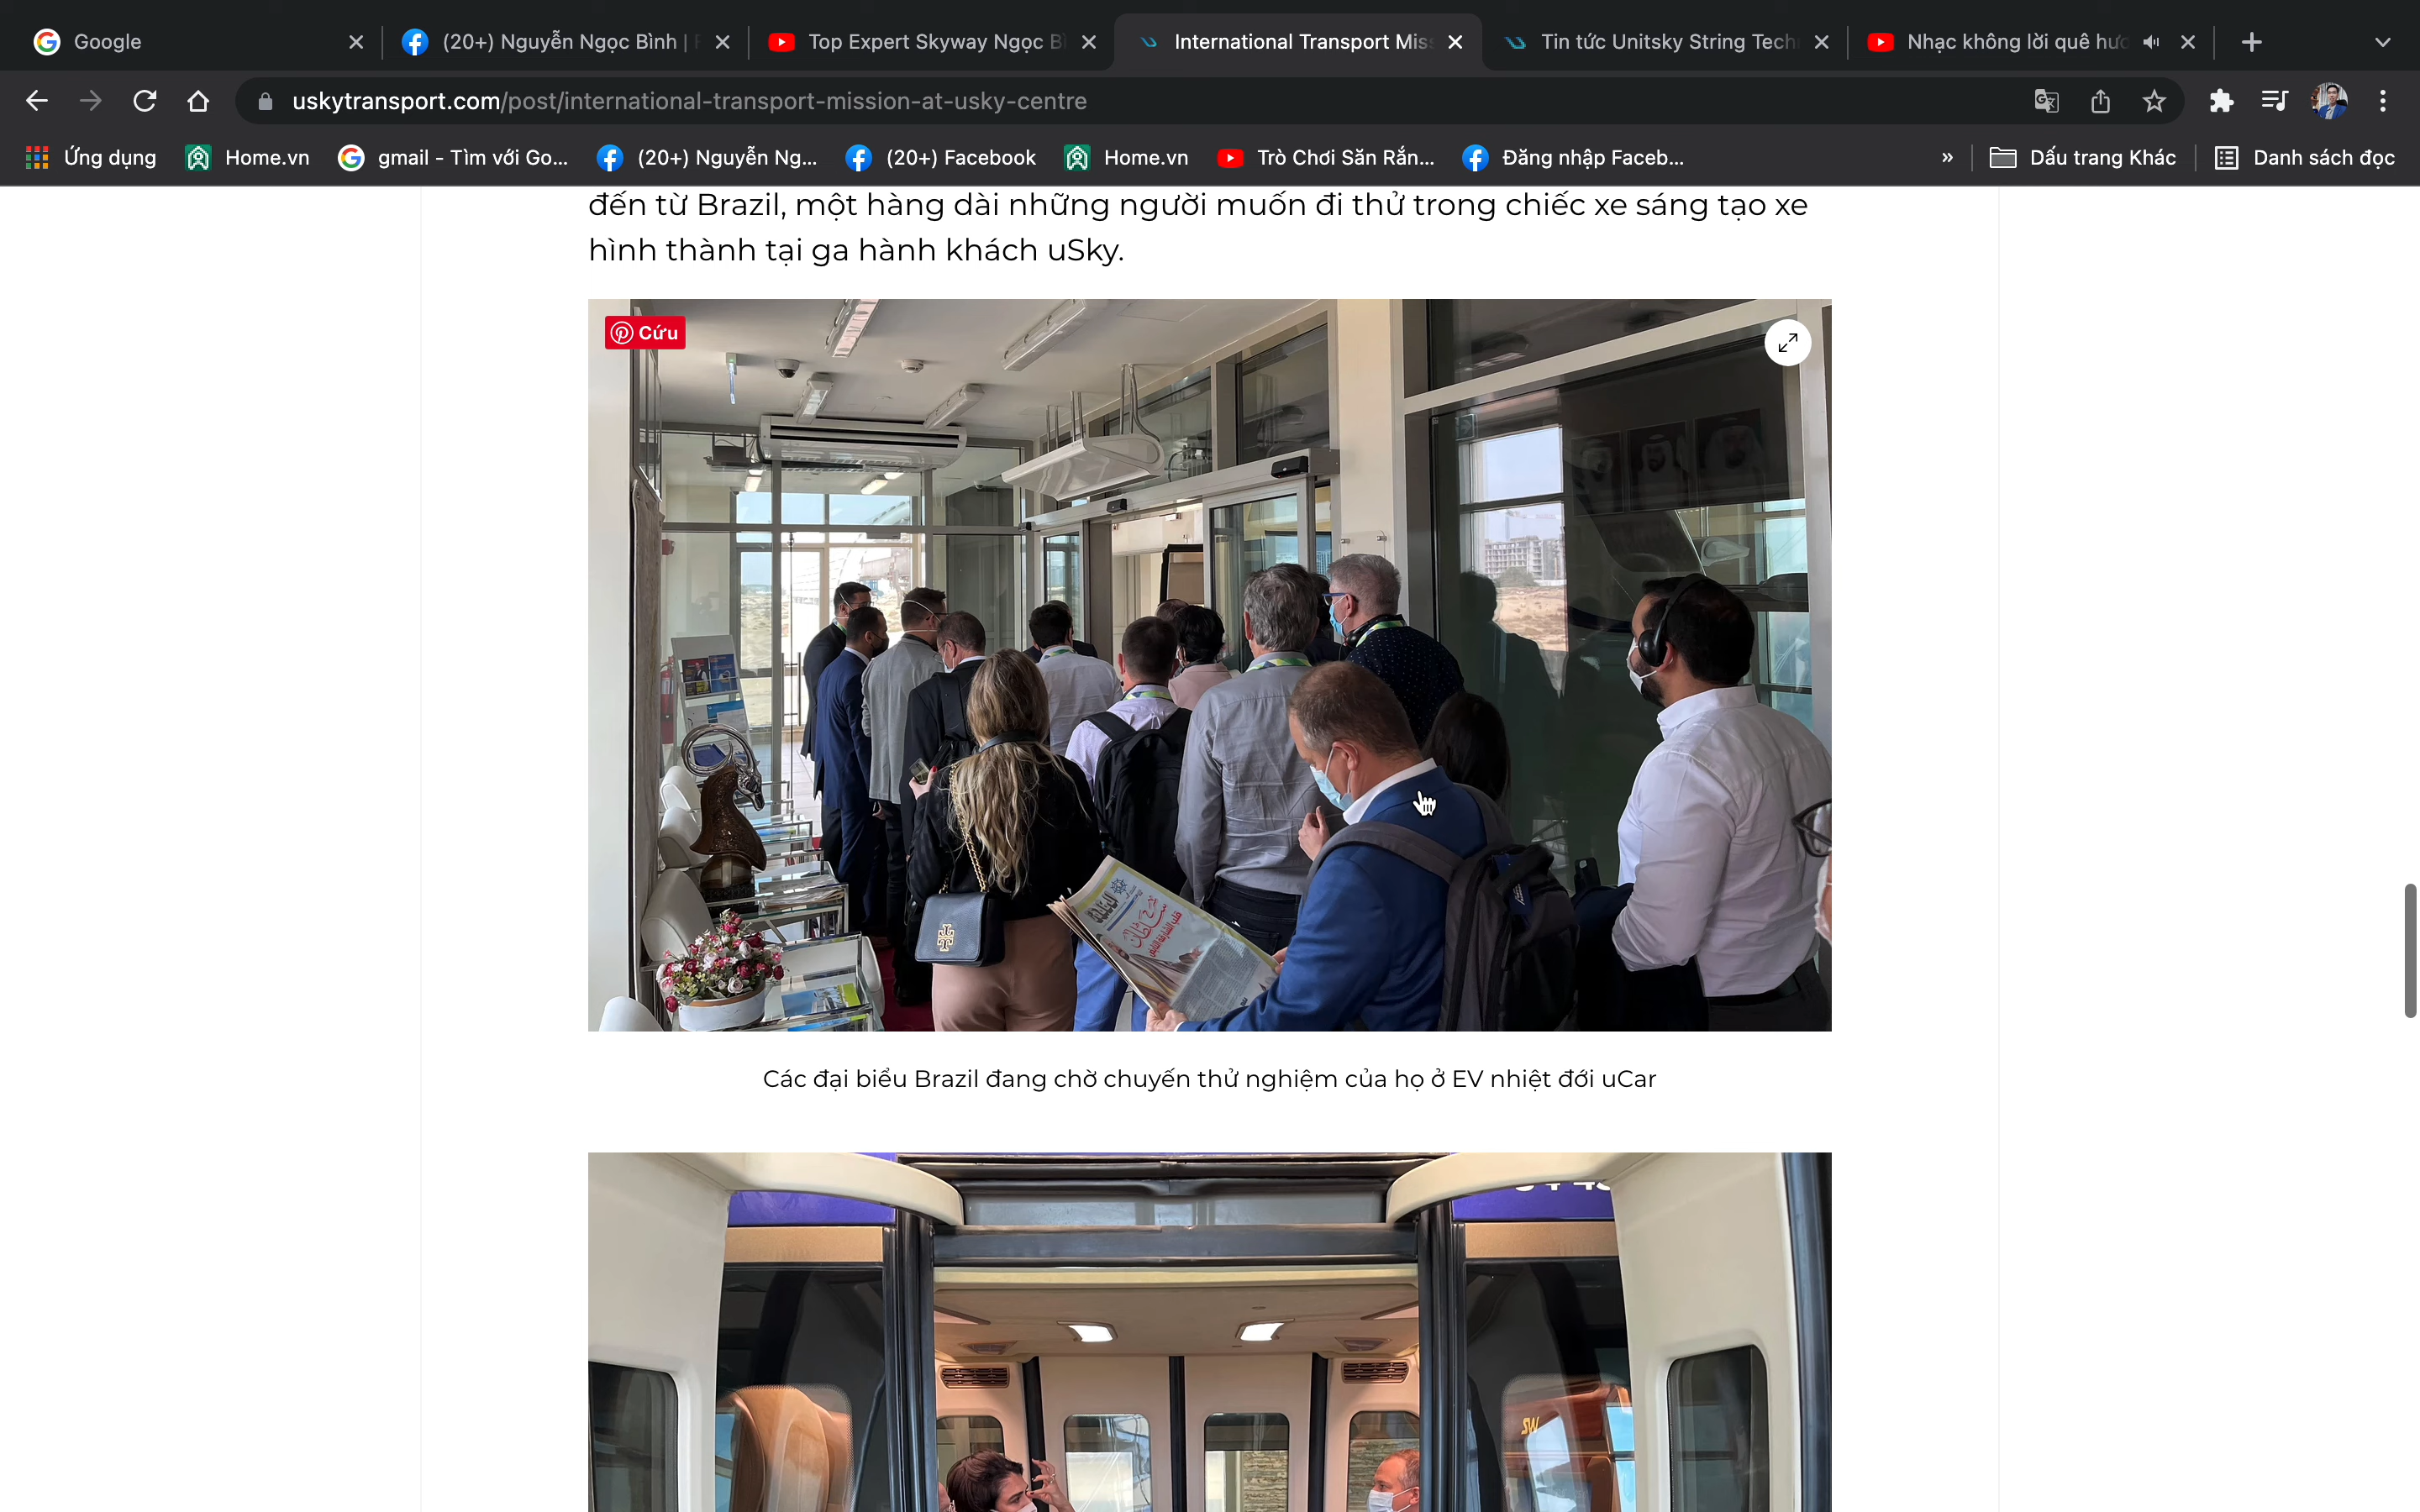 Google
(20+) Nguyễn Ngọc Bình |
Top Expert Skyway Ngọc
International Transport
Tin tức Unitsky String
Nhạc không lời quê
uskytransport.com/post/international-transport-mission-at-usky-centre
Ứng dụng
Home.vn
gmail - Tìm với Go...
(20+) Nguyễn Ng...
(20+) Facebook
Home.vn
Trò Chơi Săn Rắn...
Đăng nhập Faceb...
»
Dấu trang Khác
Danh sách đọc
đến từ Brazil, một hàng dài những người muốn đi thử trong chiếc xe sáng tạo xe
hình thành tại ga hành khách uSky.
Cứu
Các đại biểu Brazil đang chờ chuyến thử nghiệm của họ ở EV nhiệt đới uCar